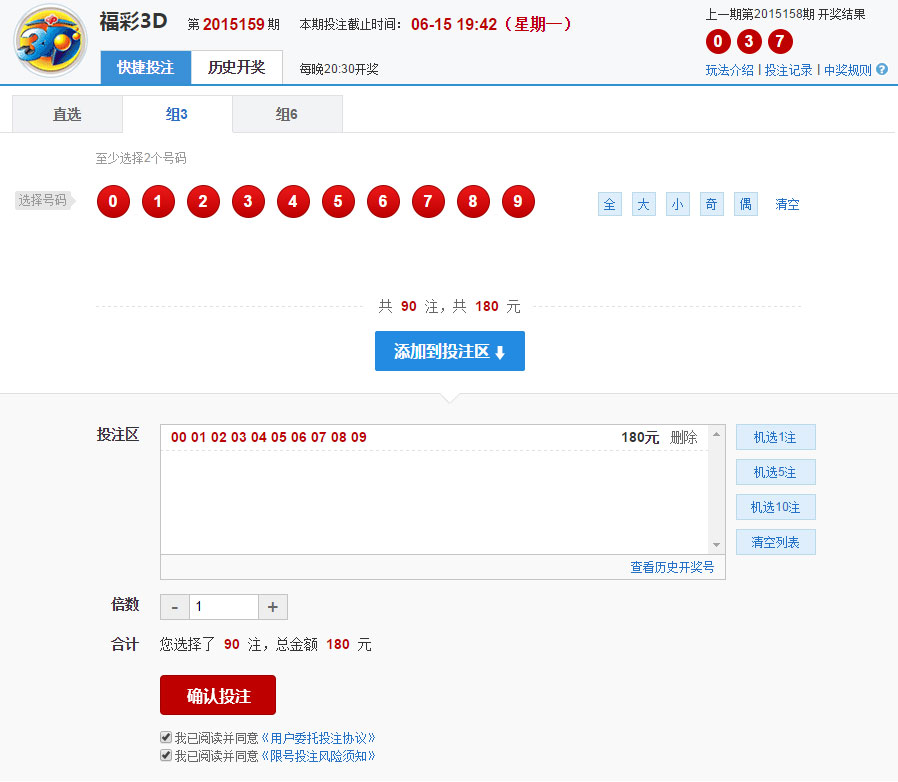 福彩3D 第 2015159 期 本期投注截止时间： 06-15 19:42（星期一） 上一期第2015158期 开奖结果
0 3 7
快捷投注 历史开奖 每晚20:30开奖 玩法介绍 | 投注记录 | 中奖规则 ?
直选 组3 组6
至少选择2个号码
选择号码 0 1 2 3 4 5 6 7 8 9 全 大 小 奇 偶 清空
共 90 注，共 180 元
添加到投注区
投注区 00 01 02 03 04 05 06 07 08 09 180元 删除 机选1注
机选5注
机选10注
清空列表
查看历史开奖号
倍数 - 1 +
合计 您选择了 90 注，总金额 180 元
确认投注
我已阅读并同意《用户委托投注协议》
我已阅读并同意《限号投注风险须知》